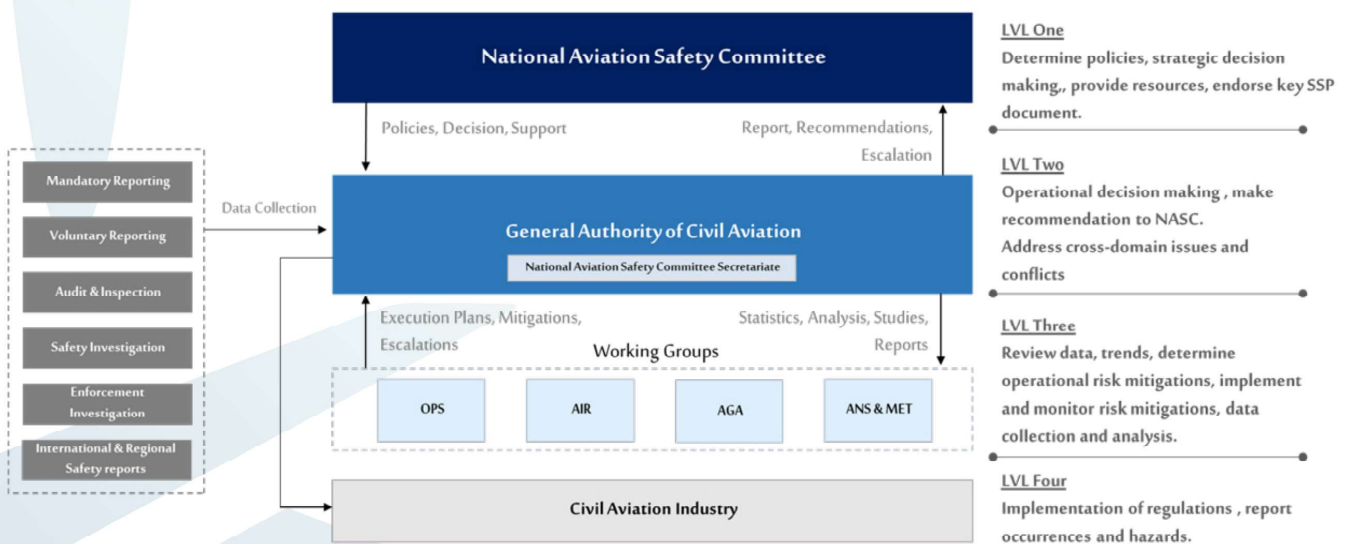 National Aviation Safety Committee
Policies, Decision, Support
Report, Recommendations,
Escalation
Mandatory Reporting
Voluntary Reporting
Audit & Inspection
Safety Investigation
Enforcement
Investigation
International & Regional
Safety reports
Data Collection
General Authority of Civil Aviation
National Aviation Safety Committee Secretariate
Execution Plans, Mitigations,
Escalations
Statistics, Analysis, Studies,
Reports
Working Groups
OPS
AIR
AGA
ANS & MET
Civil Aviation Industry
LVL One
Determine policies, strategic decision
making,, provide resources, endorse key SSP
document.
LVL Two
Operational decision making , make
recommendation to NASC.
Address cross-domain issues and
conflicts
LVL Three
Review data, trends, determine
operational risk mitigations, implement
and monitor risk mitigations, data
collection and analysis.
LVL Four
Implementation of regulations , report
occurrences and hazards.